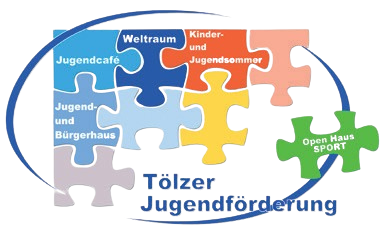 Jugendcafé
Weltraum
Kinder-
und
Jugendsommer
Jugend-
und
Bürgerhaus
Open Haus
SPORT
Tölzer
Jugendförderung